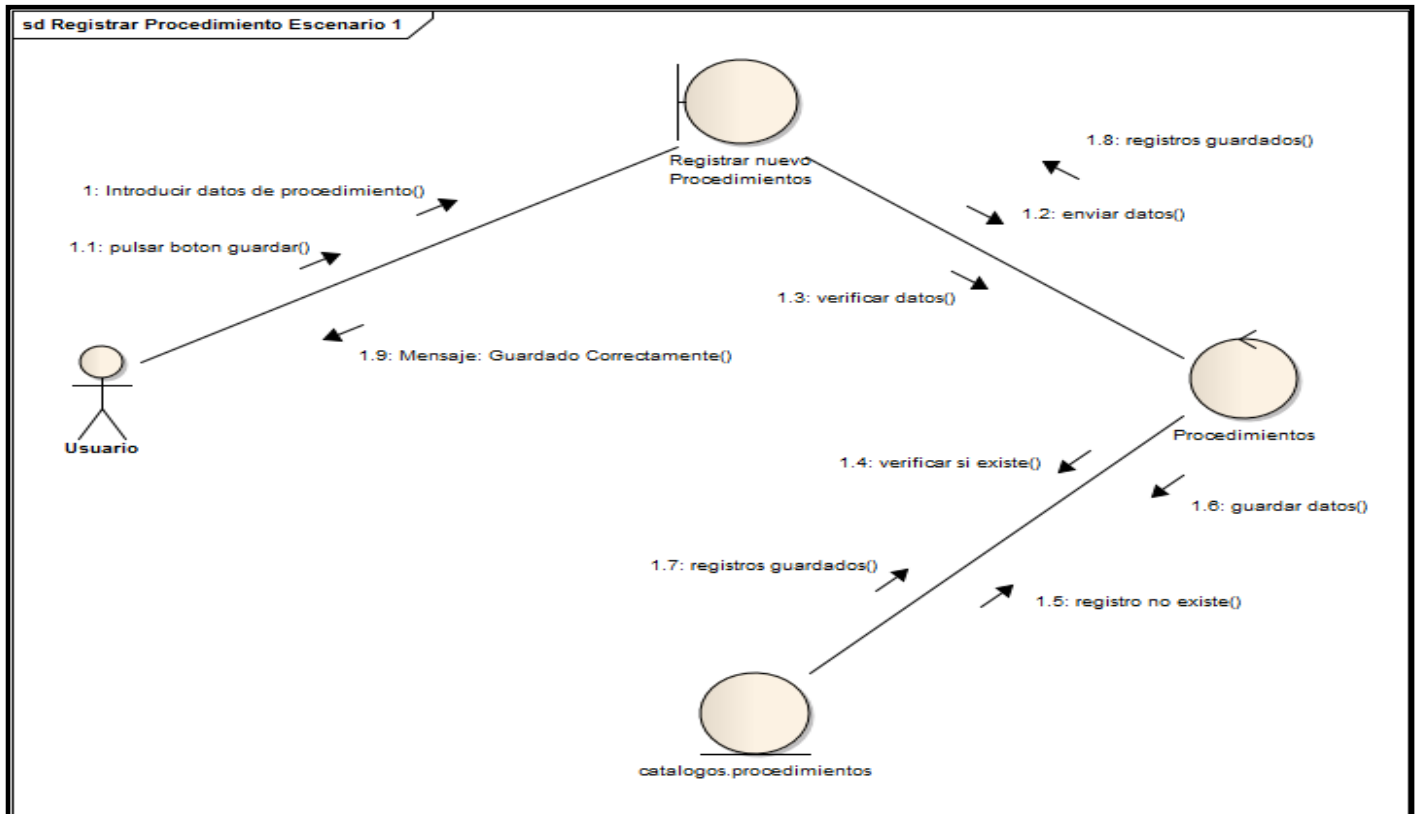 sd Registrar Procedimiento Escenario 1
Registrar nuevo
Procedimientos
1.8: registros guardados()
1: Introducir datos de procedimiento()
1.2: enviar datos()
1.1: pulsar boton guardar()
1.3: verificar datos()
1.9: Mensaje: Guardado Correctamente()
Usuario
Procedimientos
1.4: verificar si existe()
1.6: guardar datos()
1.7: registros guardados()
1.5: registro no existe()
catalogos.procedimientos